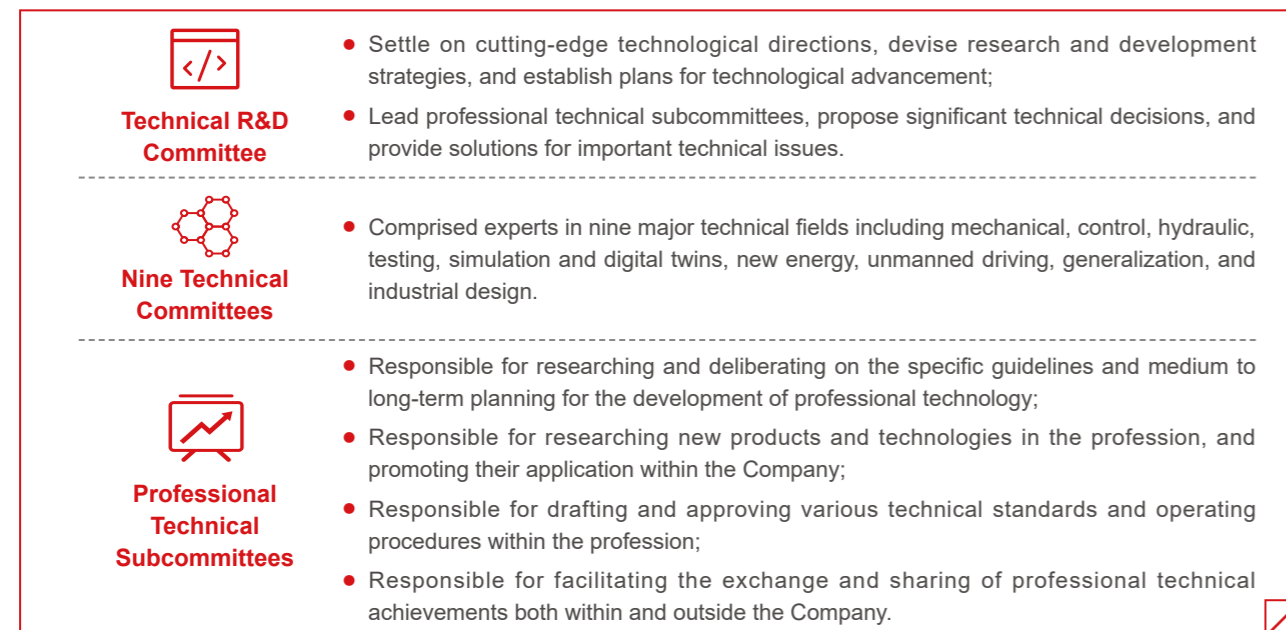 </>
Technical R&D
Committee
● Settle on cutting-edge technological directions, devise research and development
strategies, and establish plans for technological advancement;
● Lead professional technical subcommittees, propose significant technical decisions, and
provide solutions for important technical issues.
Nine Technical
Committees
● Comprised experts in nine major technical fields including mechanical, control, hydraulic,
testing, simulation and digital twins, new energy, unmanned driving, generalization, and
industrial design.
Professional
Technical
Subcommittees
● Responsible for researching and deliberating on the specific guidelines and medium to
long-term planning for the development of professional technology;
● Responsible for researching new products and technologies in the profession, and
promoting their application within the Company;
● Responsible for drafting and approving various technical standards and operating
procedures within the profession;
● Responsible for facilitating the exchange and sharing of professional technical
achievements both within and outside the Company.